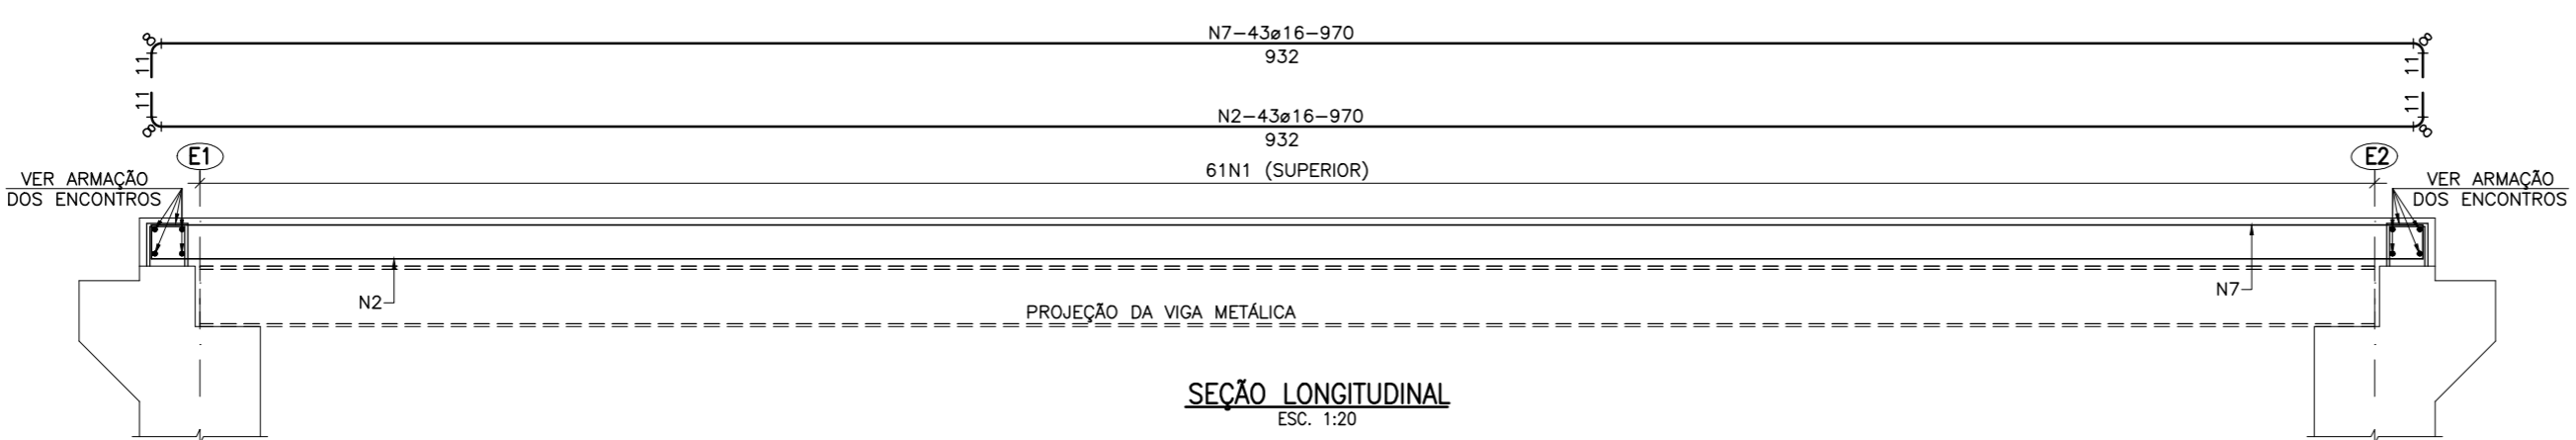 N7-43ø16-970
932
8
8
11
11
11
11
N2-43ø16-970
932
8
8
E1
E2
61N1 (SUPERIOR)
VER ARMAÇÃO
DOS ENCONTROS
VER ARMAÇÃO
DOS ENCONTROS
N2
N7
PROJEÇÃO DA VIGA METÁLICA
SEÇÃO LONGITUDINAL
ESC. 1:20